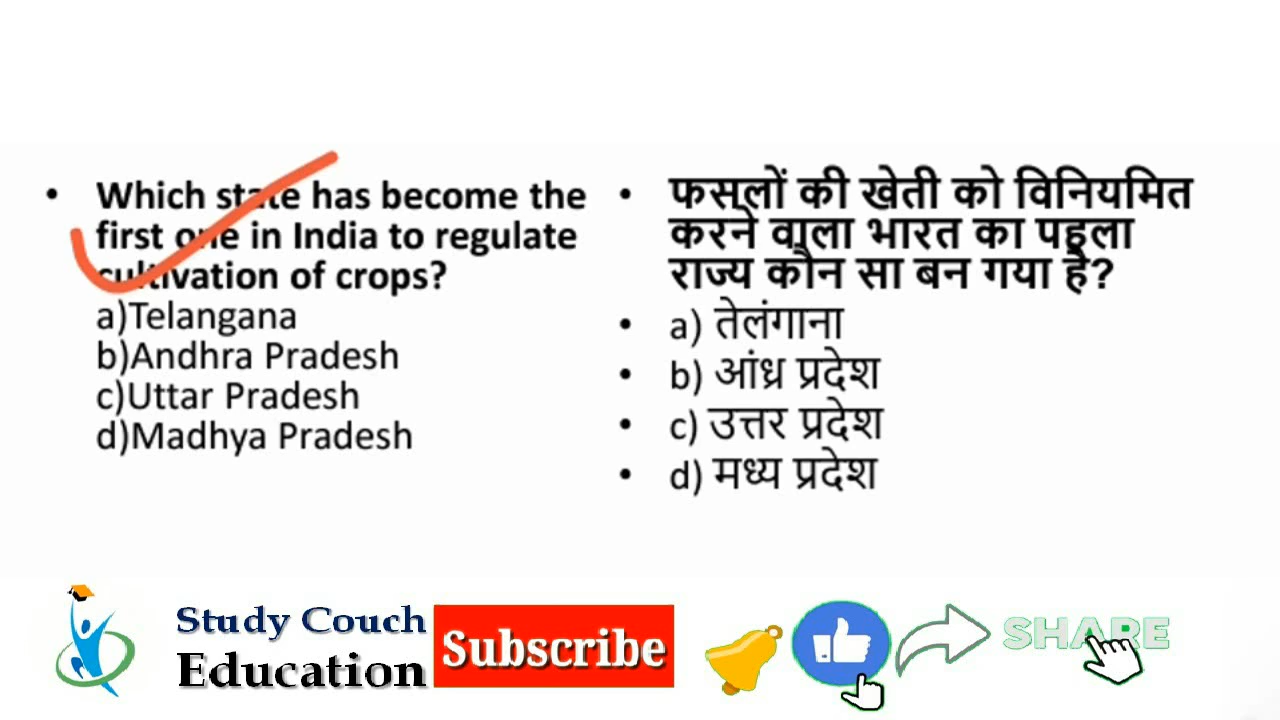 • Which state has become the
first one in India to regulate
cultivation of crops?
a)Telangana
b)Andhra Pradesh
c)Uttar Pradesh
d)Madhya Pradesh
• फसलों की खेती को विनियमित
करने वाला भारत का पहला
राज्य कौन सा बन गया है?
• a) तेलंगाना
• b) आंध्र प्रदेश
• c) उत्तर प्रदेश
• d) मध्य प्रदेश
Study Couch
Education
Subscribe
SHARE